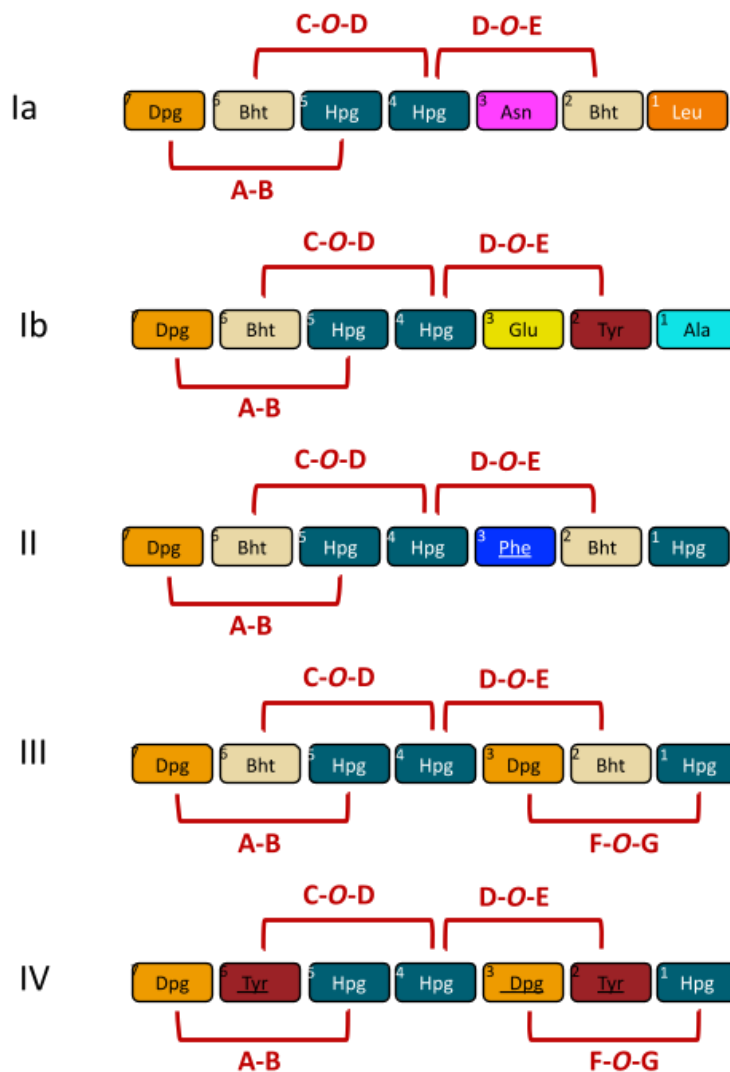 C-O-D D-O-E
Ia
7 Dpg 6 Bht 5 Hpg 4 Hpg 3 Asn 2 Bht 1 Leu
A-B
C-O-D D-O-E
Ib
7 Dpg 6 Bht 5 Hpg 4 Hpg 3 Glu 2 Tyr 1 Ala
A-B
C-O-D D-O-E
II
7 Dpg 6 Bht 5 Hpg 4 Hpg 3 Phe 2 Bht 1 Hpg
A-B
C-O-D D-O-E
III
7 Dpg 6 Bht 5 Hpg 4 Hpg 3 Dpg 2 Bht 1 Hpg
A-B F-O-G
C-O-D D-O-E
IV
7 Dpg 6 Tyr 5 Hpg 4 Hpg 3 Dpg 2 Tyr 1 Hpg
A-B F-O-G